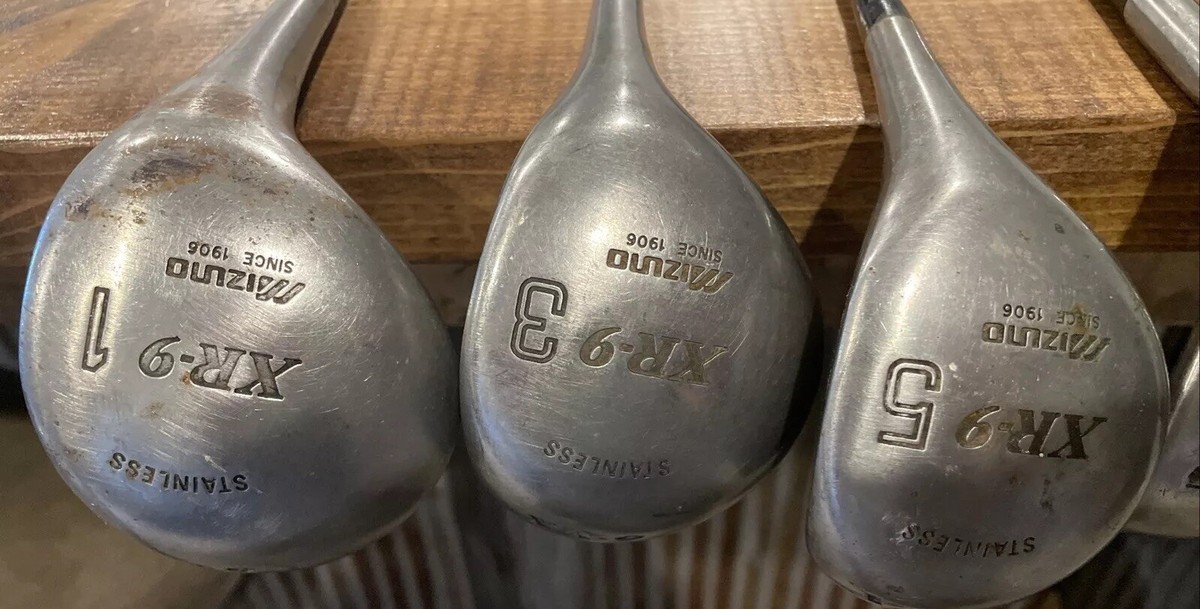 MIZUNO
SINCE 1906
XR-9
1
STAINLESS
MIZUNO
SINCE 1906
XR-9
3
STAINLESS
MIZUNO
SINCE 1906
XR-9
5
STAINLESS